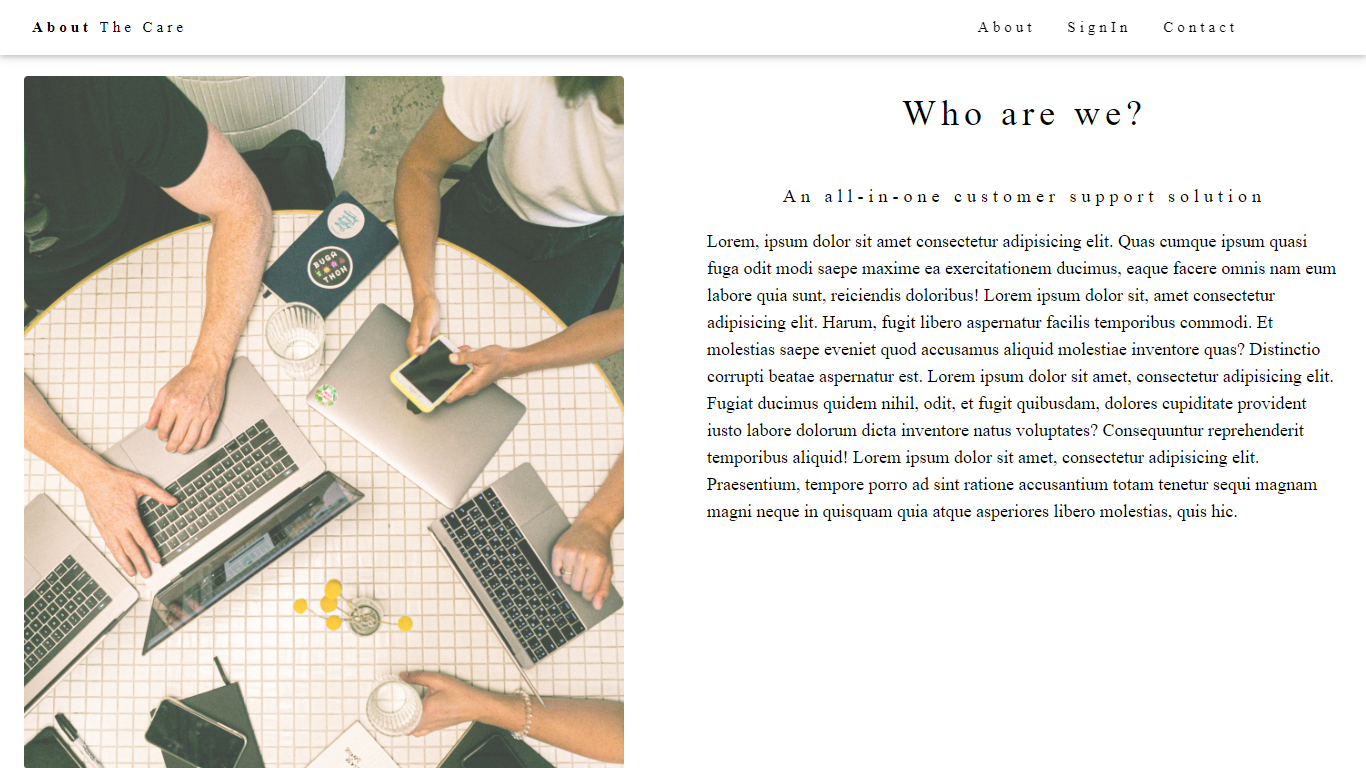 About The Care
About SignIn Contact
Who are we?
An all-in-one customer support solution
Lorem, ipsum dolor sit amet consectetur adipisicing elit. Quas cumque ipsum quasi
fuga odit modi saepe maxime ea exercitationem ducimus, eaque facere omnis nam eum
labore quia sunt, reiciendis doloribus! Lorem ipsum dolor sit, amet consectetur
adipisicing elit. Harum, fugit libero aspernatur facilis temporibus commodi. Et
molestias saepe eveniet quod accusamus aliquid molestiae inventore quas? Distinctio
corrupti beatae aspernatur est. Lorem ipsum dolor sit amet, consectetur adipisicing elit.
Fugiat ducimus quidem nihil, odit, et fugit quibusdam, dolores cupiditate provident
iusto labore dolorum dicta inventore natus voluptates? Consequuntur reprehenderit
temporibus aliquid! Lorem ipsum dolor sit amet, consectetur adipisicing elit.
Praesentium, tempore porro ad sint ratione accusantium totam tenetur sequi magnam
magni neque in quisquam quia atque asperiores libero molestias, quis hic.
BUGA
THON